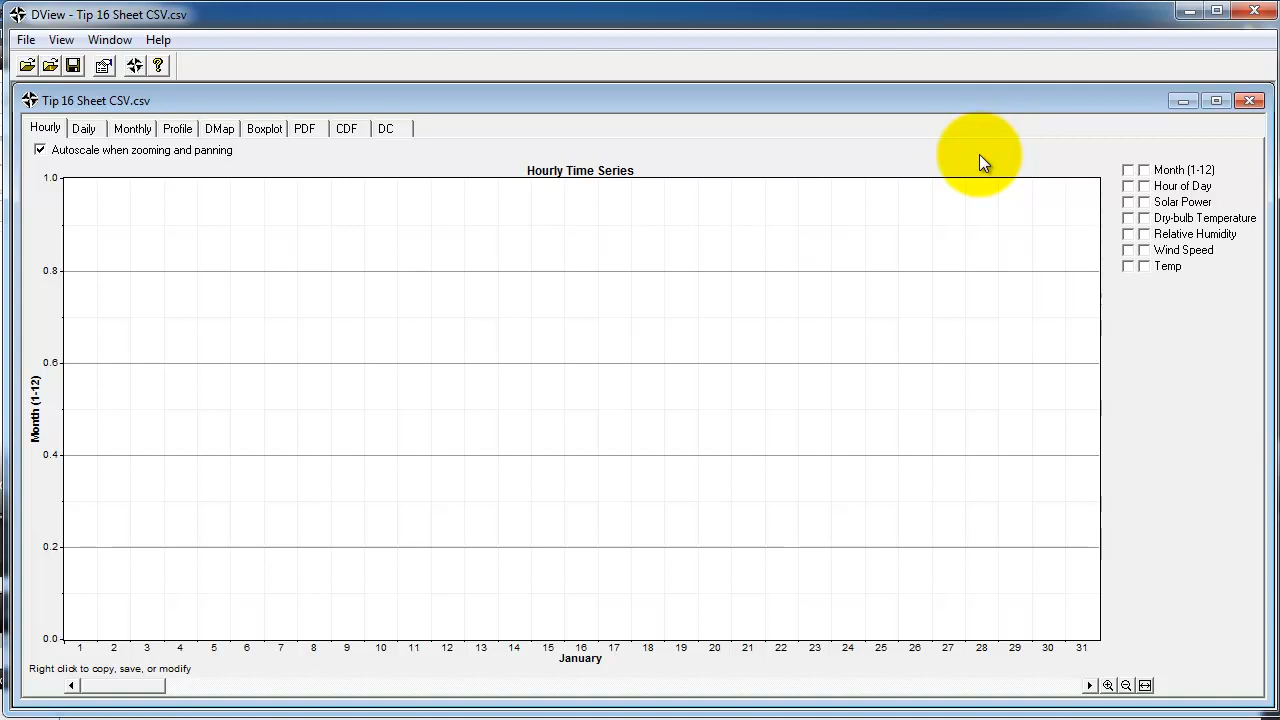 DView - Tip 16 Sheet CSV.csv
File View Window Help
Tip 16 Sheet CSV.csv
Hourly Daily Monthly Profile DMap Boxplot PDF CDF DC
Autoscale when zooming and panning
Hourly Time Series
1.0
0.8
0.6
0.4
0.2
0.0
Month (1-12)
1 2 3 4 5 6 7 8 9 10 11 12 13 14 15 16 17 18 19 20 21 22 23 24 25 26 27 28 29 30 31
January
Month (1-12)
Hour of Day
Solar Power
Dry-bulb Temperature
Relative Humidity
Wind Speed
Temp
Right click to copy, save, or modify